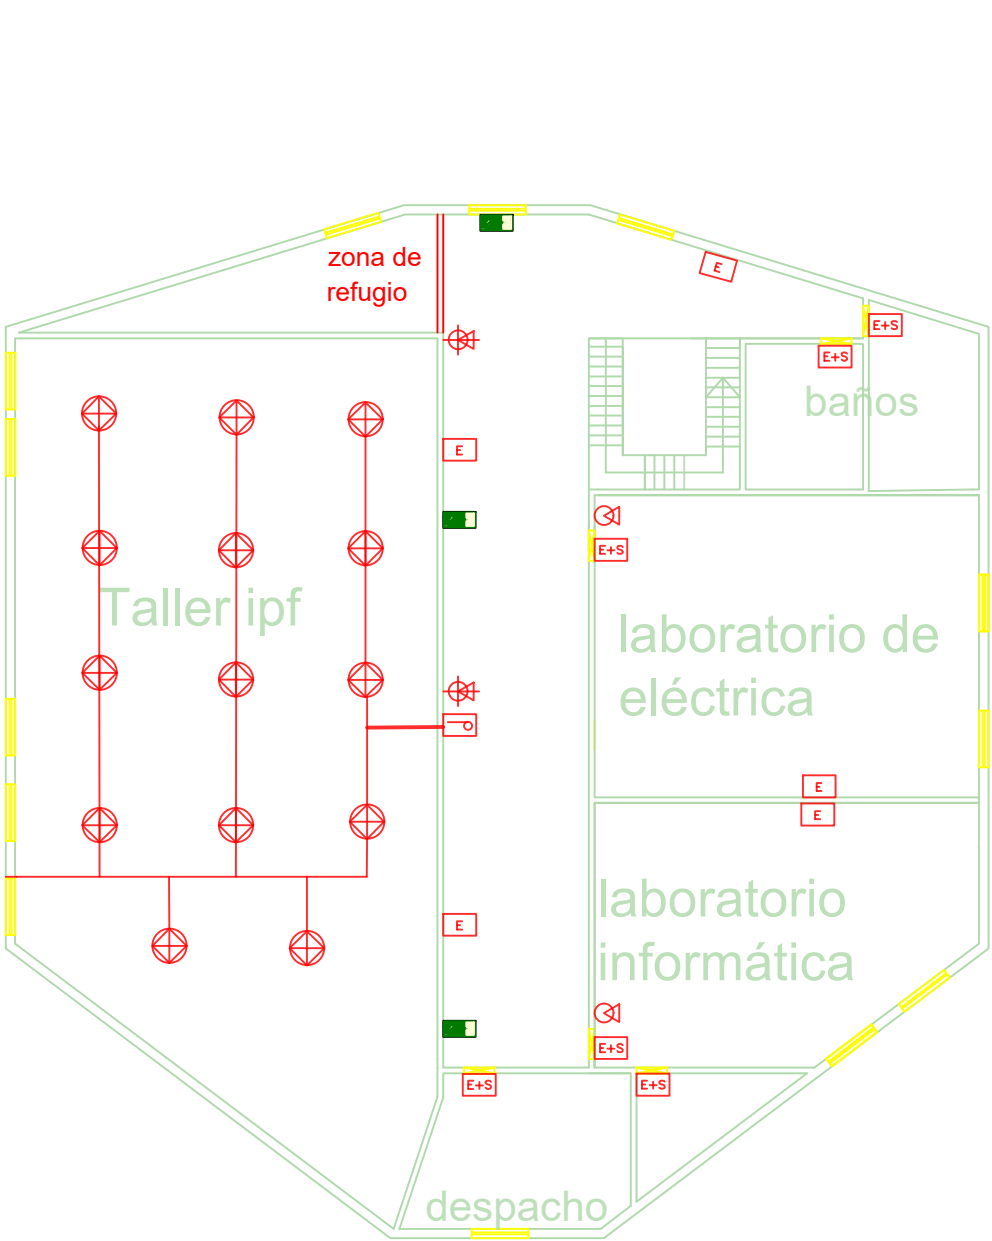 zona de
refugio
E
E+S
E+S
baños
E
E+S
Taller ipf
laboratorio de
eléctrica
E
E
laboratorio
informática
E
E+S
E+S
E+S
despacho